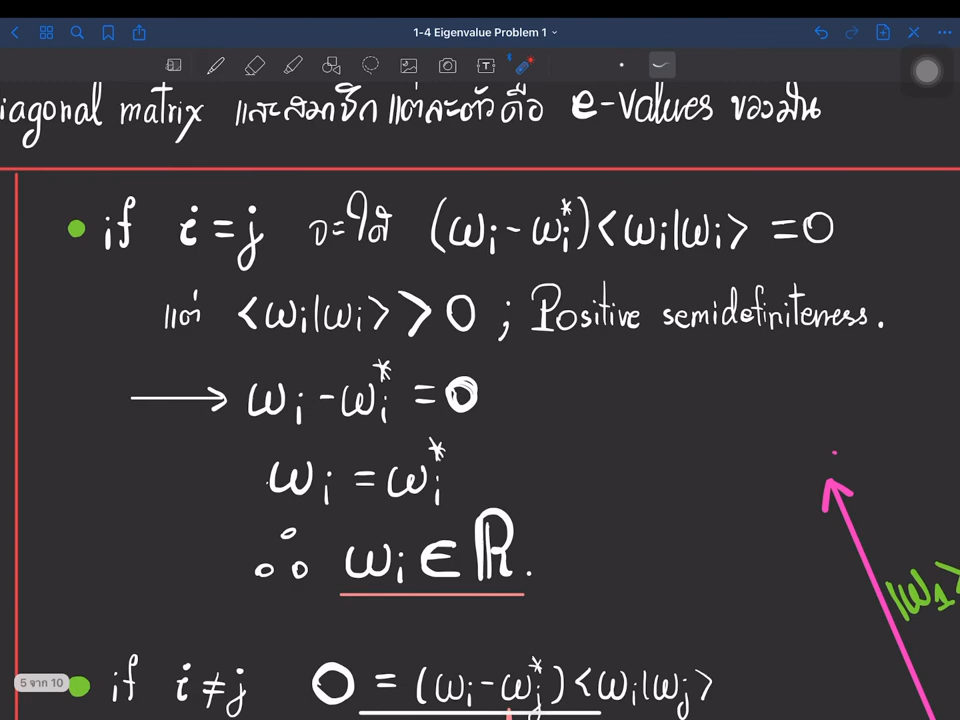 1-4 Eigenvalue Problem 1
iagonal matrix และสมาชิกแต่ละตัวคือ e-values ของมัน
if i = j จะได้ (ωᵢ - ωᵢ*)<ωᵢ|ωᵢ> = 0
แต่ <ωᵢ|ωᵢ> > 0 ; Positive semidefiniteness.
⟶ ωᵢ - ωᵢ* = 0
ωᵢ = ωᵢ*
∴ ωᵢ ∈ ℝ.
|ω₁>
5 จาก 10
if i ≠ j 0 = (ωᵢ - ωⱼ*)<ωᵢ|ωⱼ>